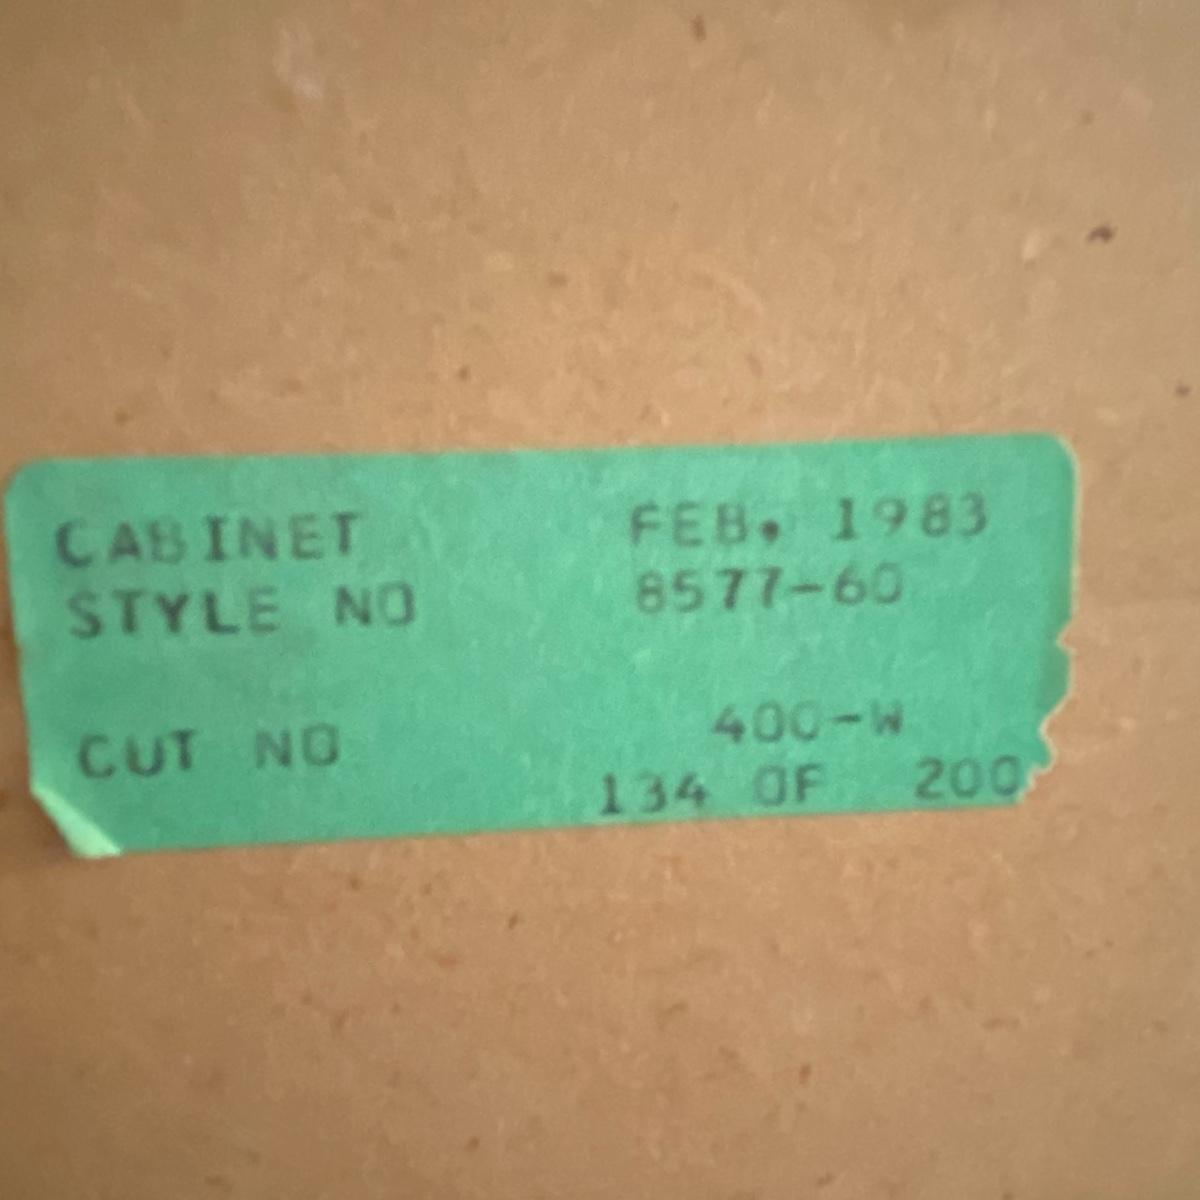 CABINET FEB. 1983
STYLE NO 8577-60
CUT NO 400-W
134 OF 200